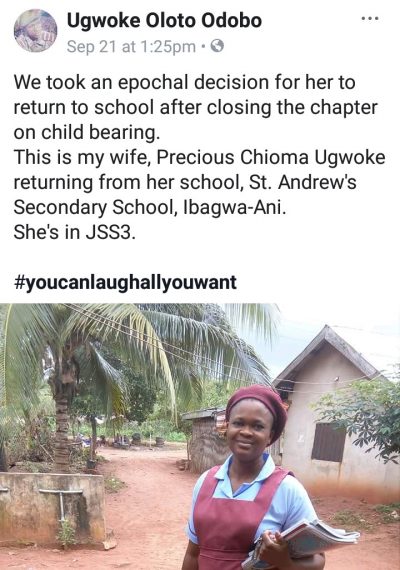 Ugwoke Oloto Odobo
Sep 21 at 1:25pm •
We took an epochal decision for her to
return to school after closing the chapter
on child bearing.
This is my wife, Precious Chioma Ugwoke
returning from her school, St. Andrew's
Secondary School, Ibagwa-Ani.
She's in JSS3.
#youcanlaughallyouwant